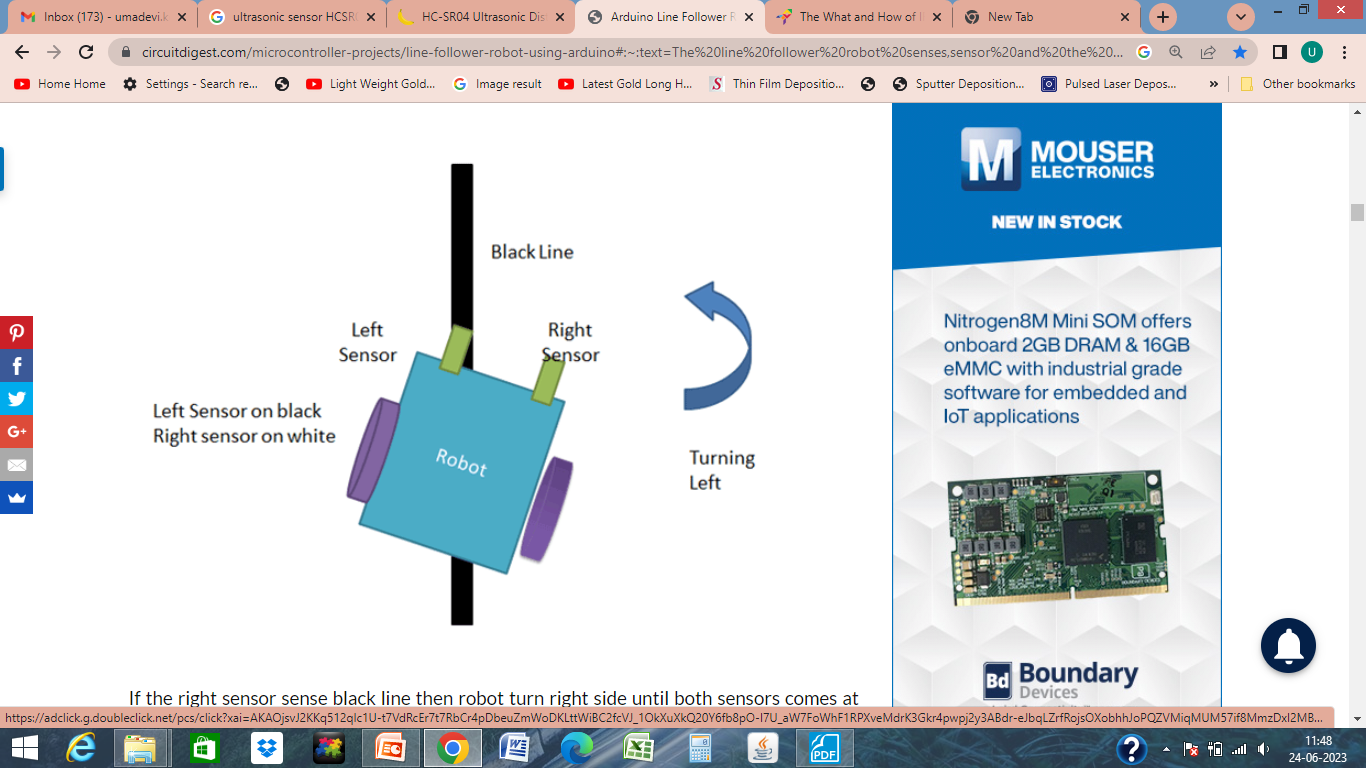 Inbox (173) - umadevi.k
ultrasonic sensor HCSR
HC-SR04 Ultrasonic Dis
Arduino Line Follower R
The What and How of I
New Tab
circuitdigest.com/microcontroller-projects/line-follower-robot-using-arduino#:~:text=The%20line%20follower%20robot%20senses,sensor%20and%20the%20...
U
Home Home
Settings - Search re...
Light Weight Gold...
Image result
Latest Gold Long H...
Thin Film Depositio...
Sputter Deposition...
Pulsed Laser Depos...
»
Other bookmarks
Black Line
Left
Sensor
Right
Sensor
Left Sensor on black
Right sensor on white
Robot
Turning
Left
If the right sensor sense black line then robot turn right side until both sensors comes at
M MOUSER
ELECTRONICS
NEW IN STOCK
Nitrogen8M Mini SOM offers
onboard 2GB DRAM & 16GB
eMMC with industrial grade
software for embedded and
IoT applications
Bd Boundary
Devices
G+
PDF
11:48
24-06-2023